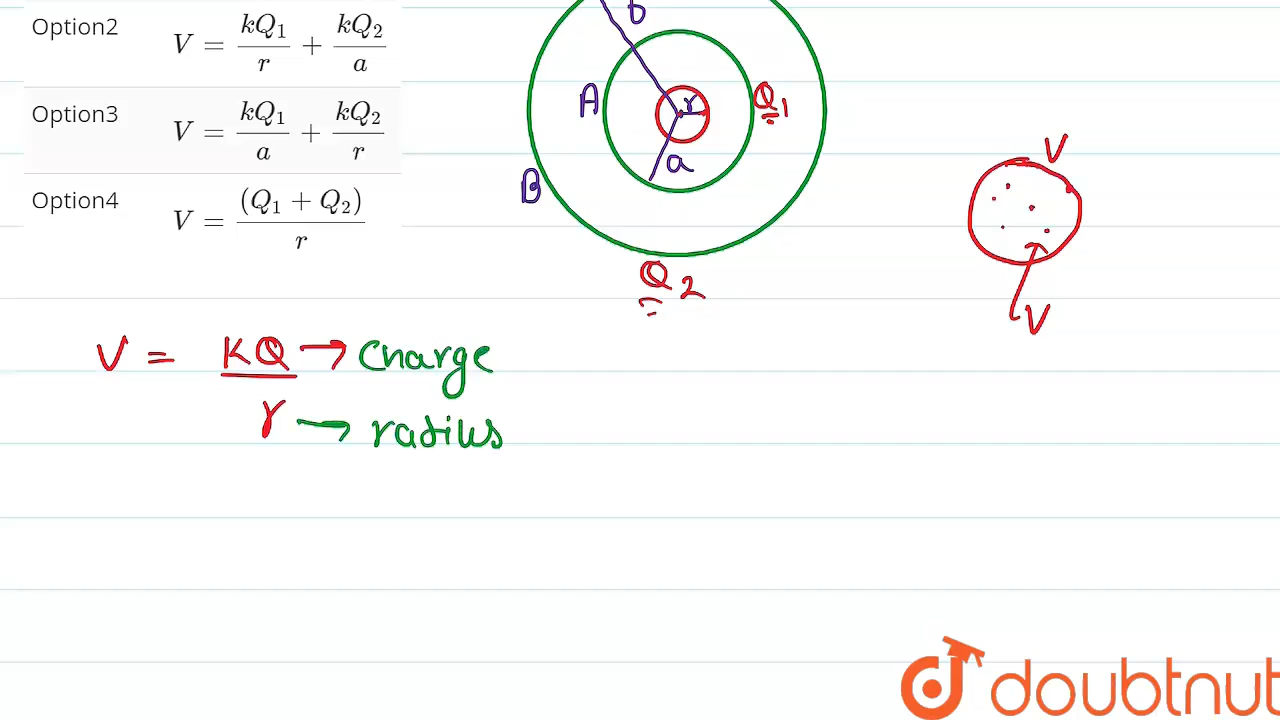 Option2 V = kQ₁/r + kQ₂/a
Option3 V = kQ₁/a + kQ₂/r
Option4 V = (Q₁ + Q₂)/r
b
A
r
Q1
a
B
Q2
V
V
V = KQ → Charge
r → radius
doubtnut